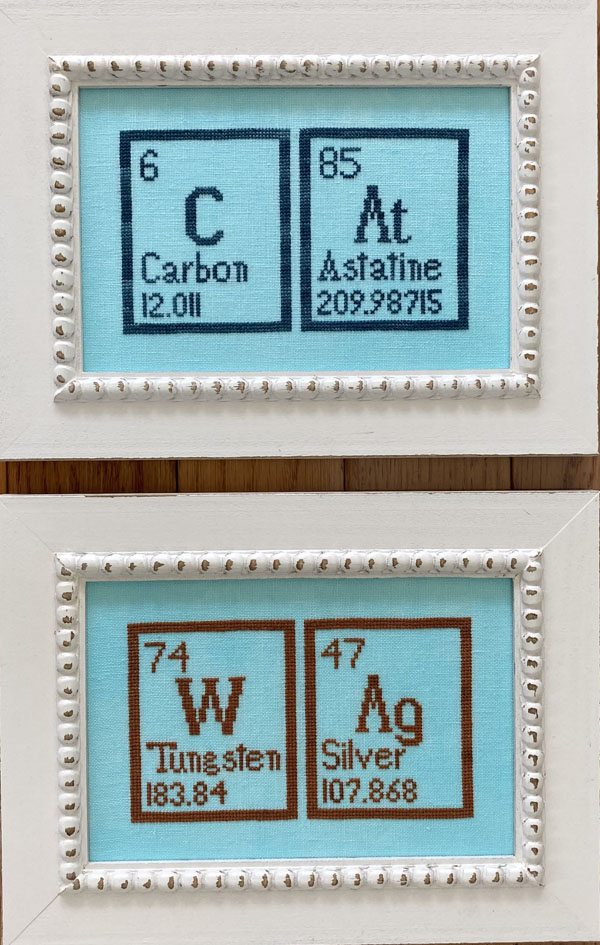 6
C
Carbon
12.011
85
At
Astatine
209.98715
74
W
Tungsten
183.84
47
Ag
Silver
107.868